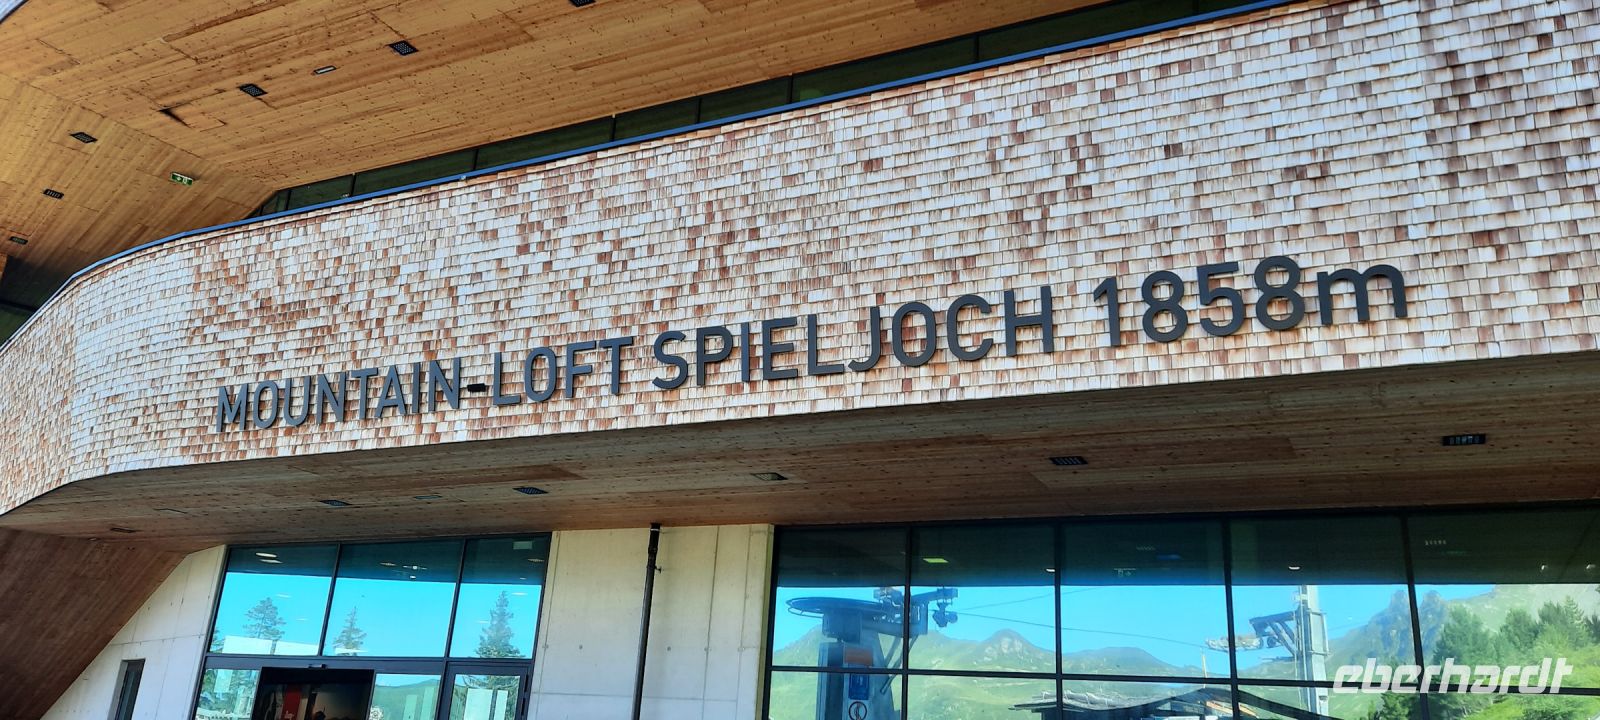 MOUNTAIN-LOFT SPIELJOCH 1858m
eberhardt